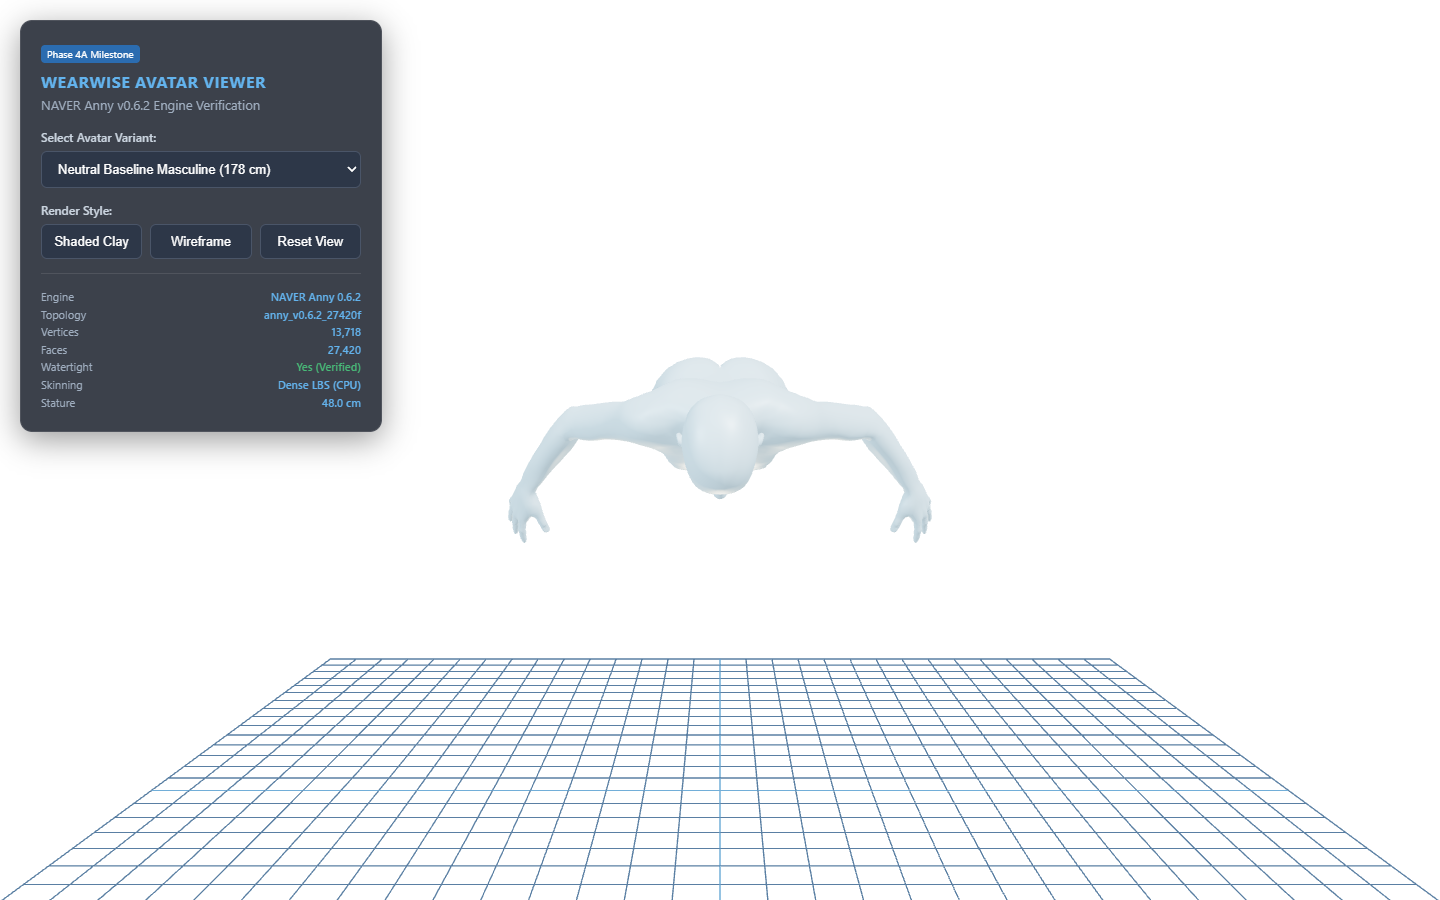 Phase 4A Milestone
WEARWISE AVATAR VIEWER
NAVER Anny v0.6.2 Engine Verification
Select Avatar Variant:
Neutral Baseline Masculine (178 cm)
Render Style:
Shaded Clay Wireframe Reset View
Engine NAVER Anny 0.6.2
Topology anny_v0.6.2_27420f
Vertices 13,718
Faces 27,420
Watertight Yes (Verified)
Skinning Dense LBS (CPU)
Stature 48.0 cm